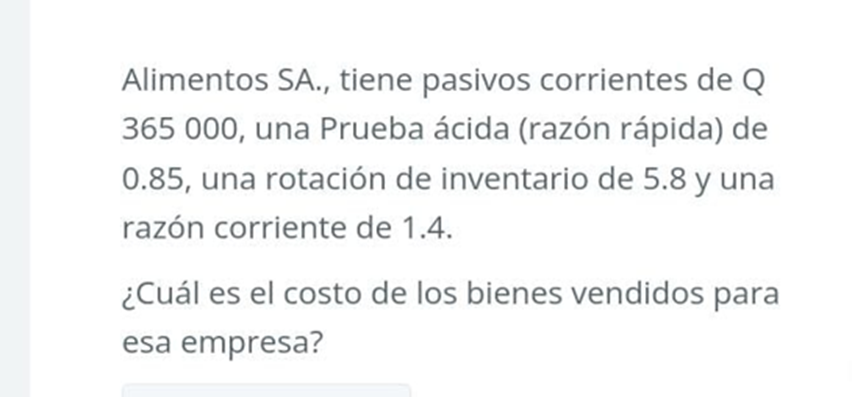 Alimentos SA., tiene pasivos corrientes de Q
365 000, una Prueba ácida (razón rápida) de
0.85, una rotación de inventario de 5.8 y una
razón corriente de 1.4.
¿Cuál es el costo de los bienes vendidos para
esa empresa?